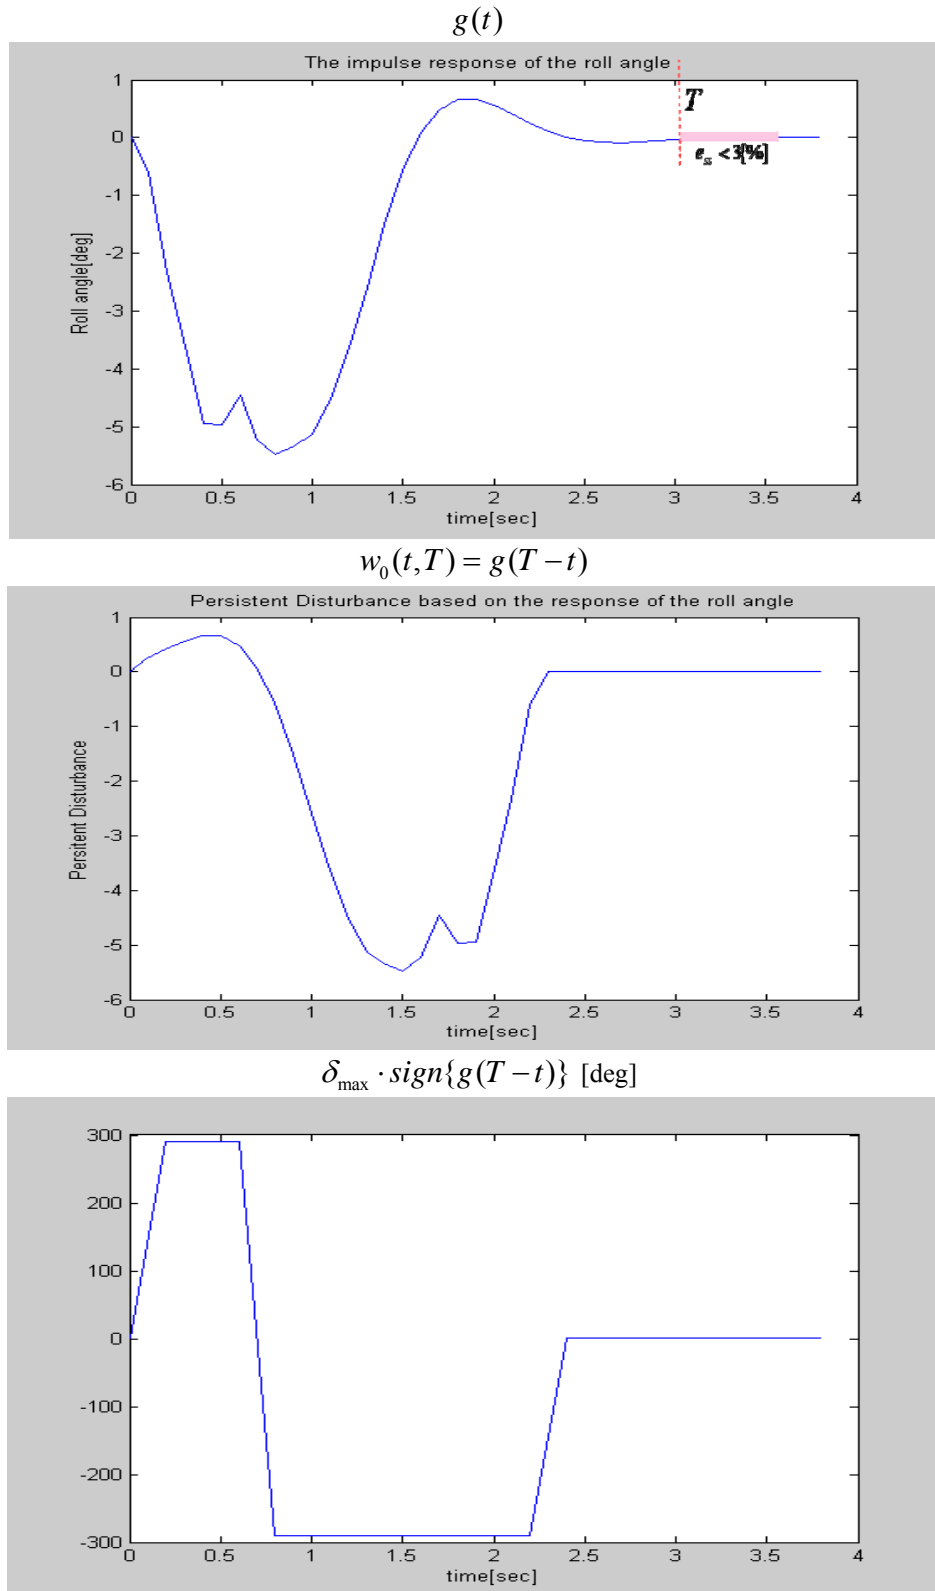 g(t)
The impulse response of the roll angle
T
e_ss < 3[%]
1
0
-1
-2
-3
-4
-5
-6
Roll angle[deg]
0 0.5 1 1.5 2 2.5 3 3.5 4
time[sec]
w_0(t,T) = g(T − t)
Persistent Disturbance based on the response of the roll angle
1
0
-1
-2
-3
-4
-5
-6
Persitent Disturbance
0 0.5 1 1.5 2 2.5 3 3.5 4
time[sec]
δ_max · sign{g(T − t)} [deg]
300
200
100
0
-100
-200
-300
0 0.5 1 1.5 2 2.5 3 3.5 4
time[sec]